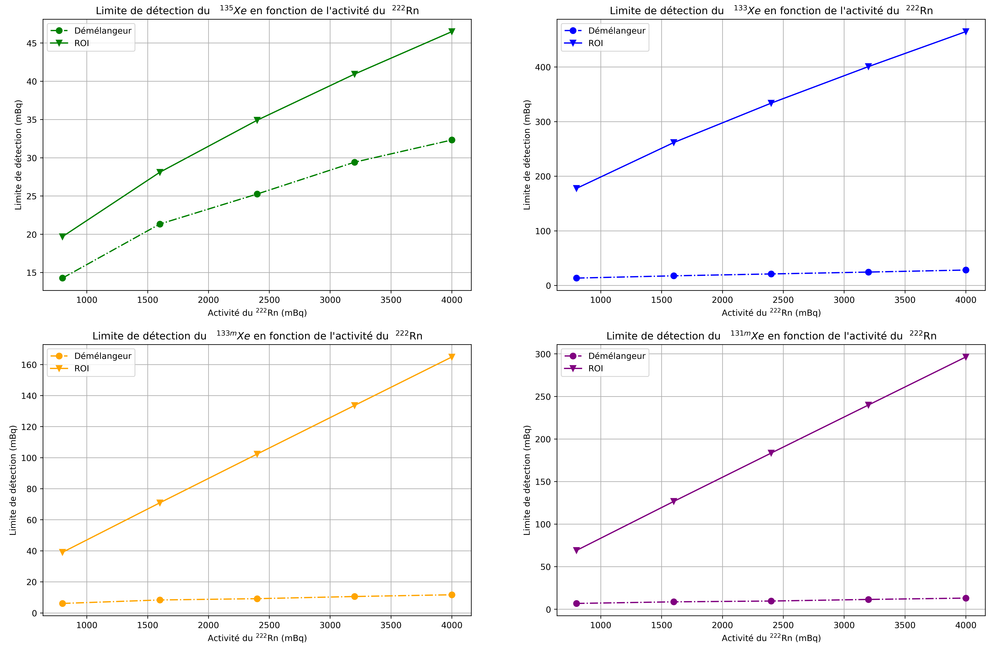 Limite de détection du ¹³⁵Xe en fonction de l'activité du ²²²Rn
Démélangeur
ROI
45
40
35
30
25
20
15
Limite de détection (mBq)
1000 1500 2000 2500 3000 3500 4000
Activité du ²²²Rn (mBq)
Limite de détection du ¹³³Xe en fonction de l'activité du ²²²Rn
Démélangeur
ROI
400
300
200
100
0
Limite de détection (mBq)
1000 1500 2000 2500 3000 3500 4000
Activité du ²²²Rn (mBq)
Limite de détection du ¹³³ᵐXe en fonction de l'activité du ²²²Rn
Démélangeur
ROI
160
140
120
100
80
60
40
20
0
Limite de détection (mBq)
1000 1500 2000 2500 3000 3500 4000
Activité du ²²²Rn (mBq)
Limite de détection du ¹³¹ᵐXe en fonction de l'activité du ²²²Rn
Démélangeur
ROI
300
250
200
150
100
50
0
Limite de détection (mBq)
1000 1500 2000 2500 3000 3500 4000
Activité du ²²²Rn (mBq)